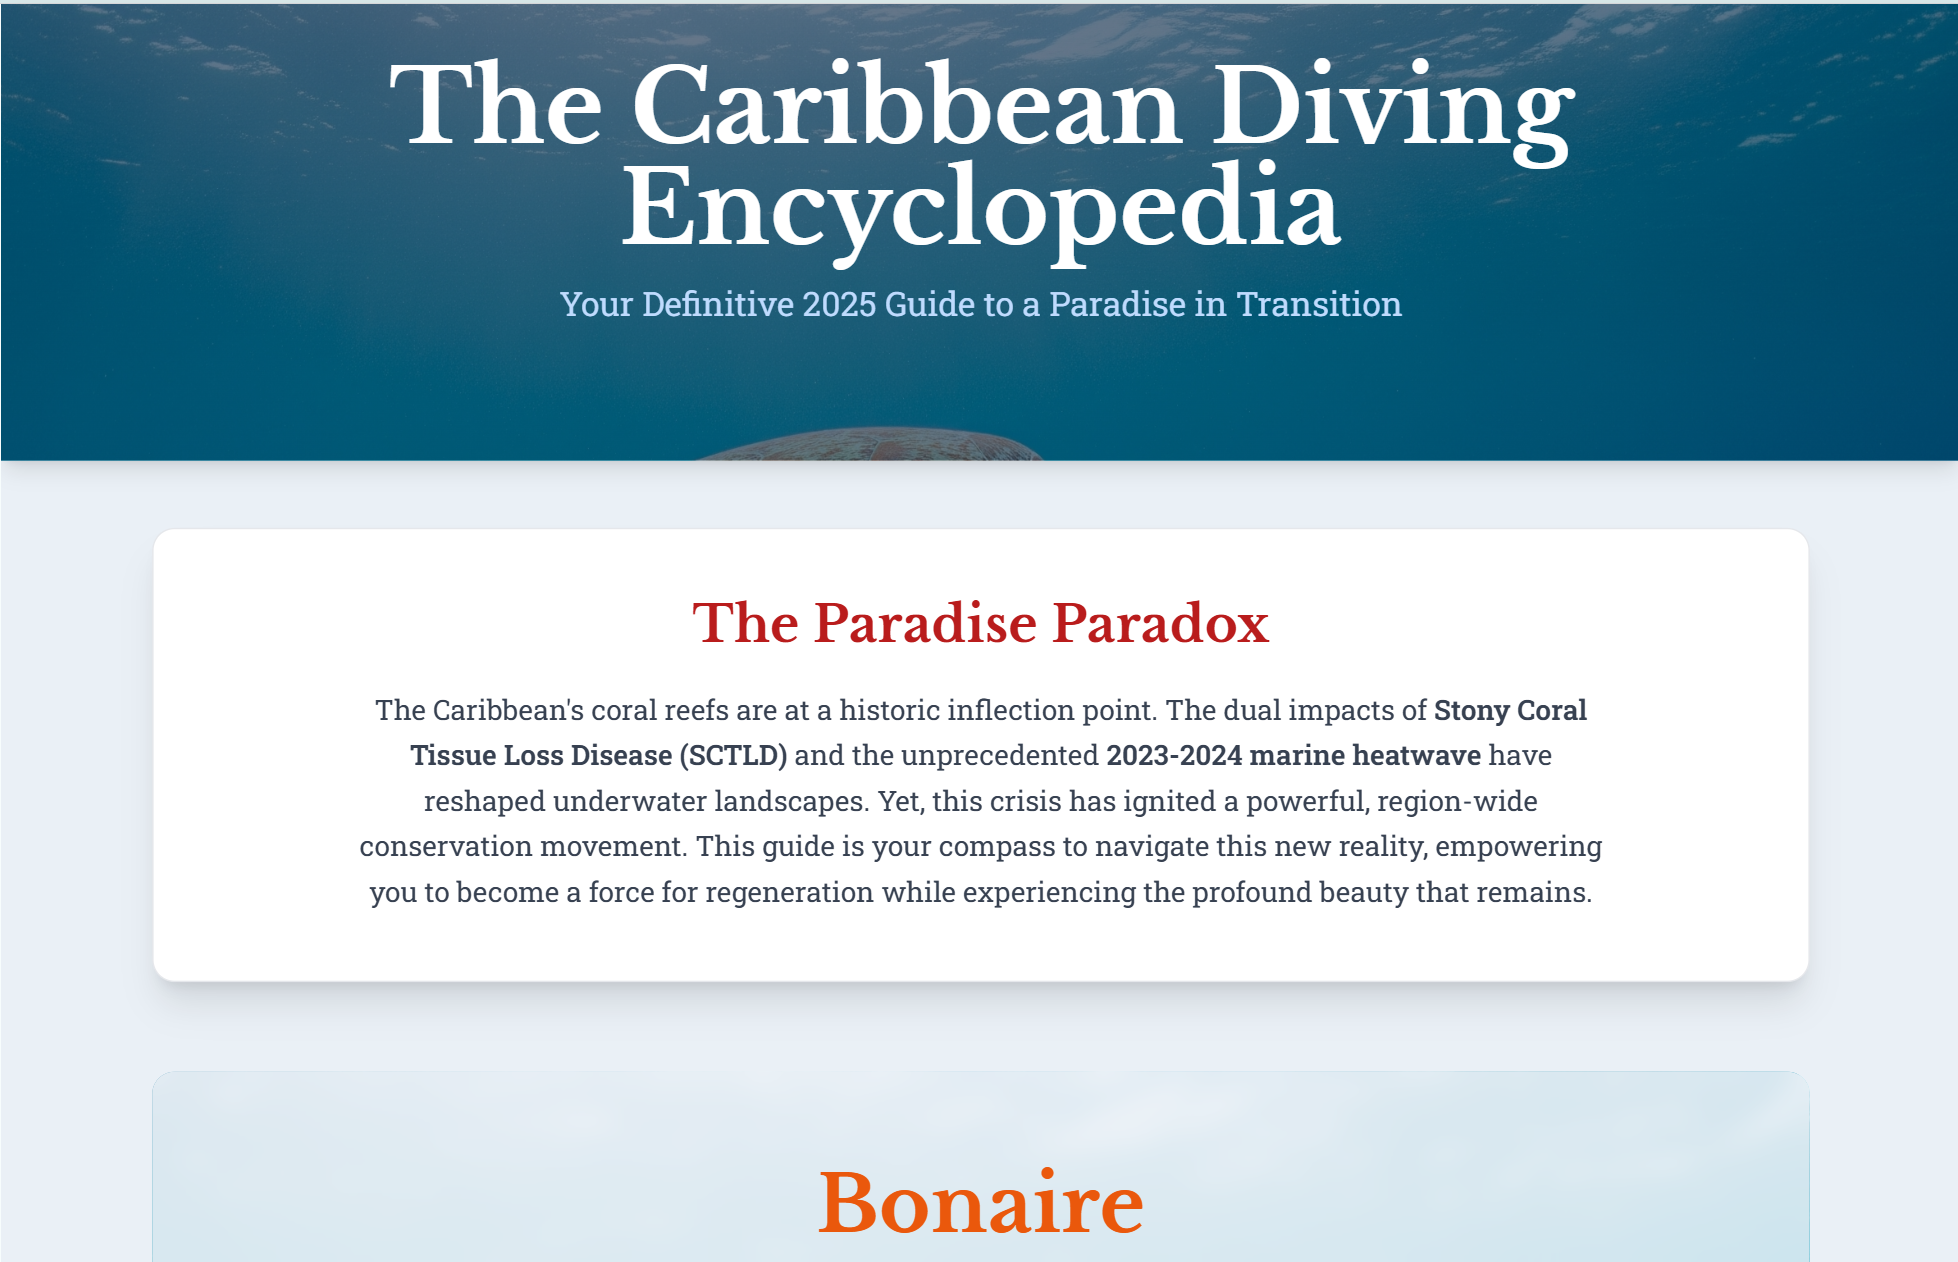 The Caribbean Diving
Encyclopedia
Your Definitive 2025 Guide to a Paradise in Transition
The Paradise Paradox
The Caribbean's coral reefs are at a historic inflection point. The dual impacts of Stony Coral
Tissue Loss Disease (SCTLD) and the unprecedented 2023-2024 marine heatwave have
reshaped underwater landscapes. Yet, this crisis has ignited a powerful, region-wide
conservation movement. This guide is your compass to navigate this new reality, empowering
you to become a force for regeneration while experiencing the profound beauty that remains.
Bonaire